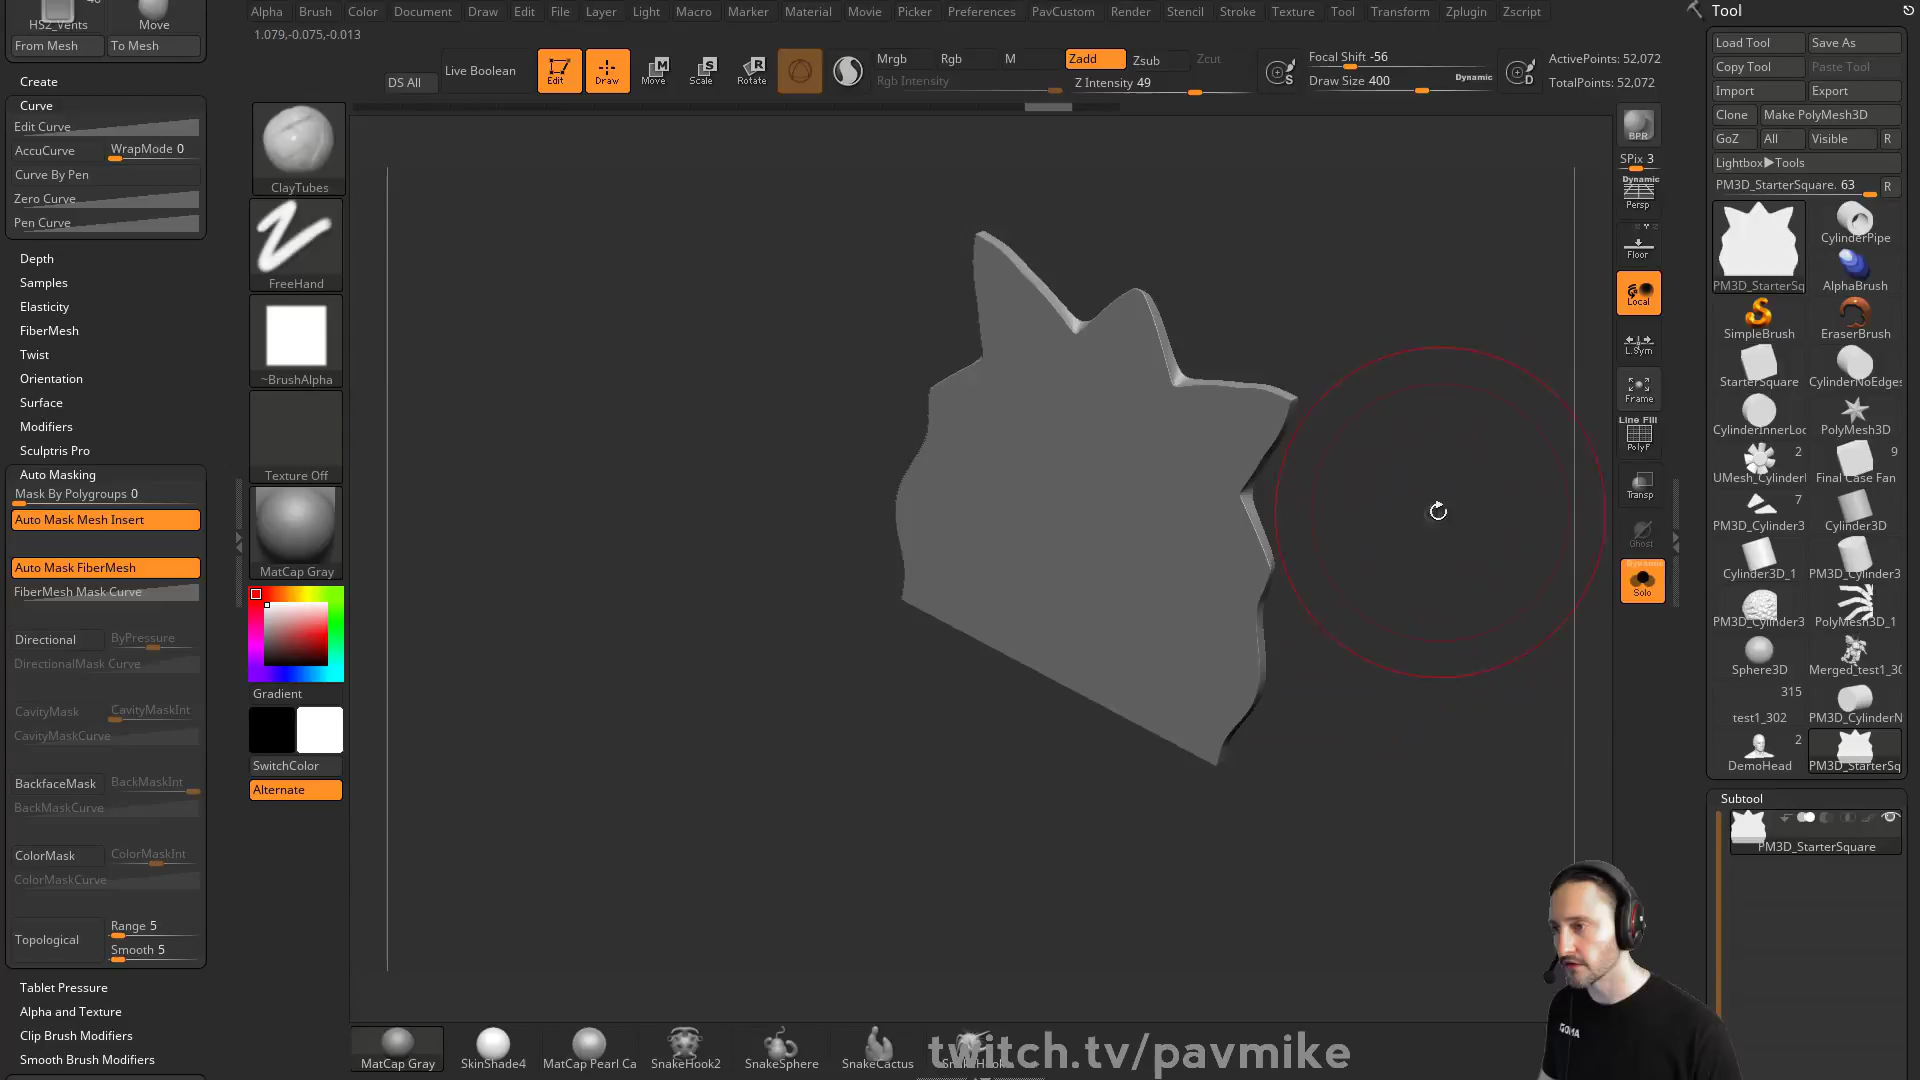 HS2_Vents
46
Move
From Mesh
To Mesh
Create
Curve
Edit Curve
AccuCurve
WrapMode 0
Curve By Pen
Zero Curve
Pen Curve
Depth
Samples
Elasticity
FiberMesh
Twist
Orientation
Surface
Modifiers
Sculptris Pro
Auto Masking
Mask By Polygroups 0
Auto Mask Mesh Insert
Auto Mask FiberMesh
FiberMesh Mask Curve
Directional
ByPressure
DirectionalMask Curve
CavityMask
CavityMaskInt
CavityMaskCurve
BackfaceMask
BackMaskInt
BackMaskCurve
ColorMask
ColorMaskInt
ColorMaskCurve
Topological
Range 5
Smooth 5
Tablet Pressure
Alpha and Texture
Clip Brush Modifiers
Smooth Brush Modifiers
Alpha Brush Color Document Draw Edit File Layer Light Macro Marker Material Movie Picker Preferences PavCustom Render Stencil Stroke Texture Tool Transform Zplugin Zscript
1.079,-0.075,-0.013
DS All
Live Boolean
Edit
Draw
Move
Scale
Rotate
Mrgb
Rgb
M
Zadd
Zsub
Zcut
Rgb Intensity
Z Intensity 49
S
Focal Shift -56
Draw Size 400
Dynamic
D
ActivePoints: 52,072
TotalPoints: 52,072
ClayTubes
FreeHand
~BrushAlpha
Texture Off
MatCap Gray
Gradient
SwitchColor
Alternate
BPR
SPix 3
Dynamic
Persp
Floor
Local
L.Sym
Frame
Line Fill
PolyF
Transp
Ghost
Dynamic
Solo
Tool
Load Tool
Save As
Copy Tool
Paste Tool
Import
Export
Clone
Make PolyMesh3D
GoZ
All
Visible
R
Lightbox▶Tools
PM3D_StarterSquare. 63
R
PM3D_StarterSq
CylinderPipe
AlphaBrush
SimpleBrush
EraserBrush
StarterSquare
CylinderNoEdges
CylinderInnerLoc
PolyMesh3D
2
9
UMesh_Cylinderl
Final Case Fan
7
PM3D_Cylinder3
Cylinder3D
Cylinder3D_1
PM3D_Cylinder3
PM3D_Cylinder3
PolyMesh3D_1
Sphere3D
Merged_test1_30
315
test1_302
PM3D_CylinderN
2
DemoHead
PM3D_StarterSq
Subtool
PM3D_StarterSquare
MatCap Gray
SkinShade4
MatCap Pearl Ca
SnakeHook2
SnakeSphere
SnakeCactus
twitch.tv/pavmike